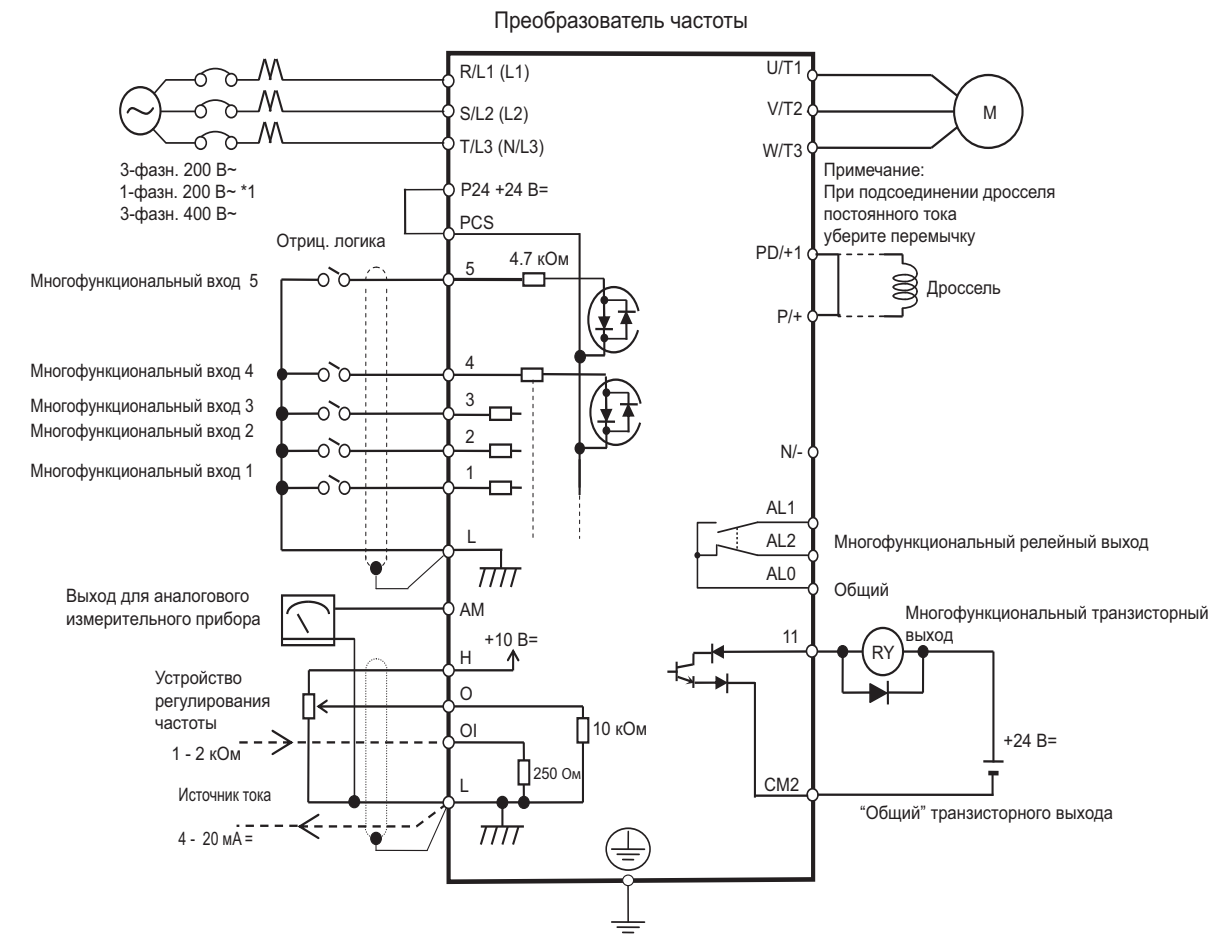 Преобразователь частоты
R/L1 (L1)
S/L2 (L2)
T/L3 (N/L3)
3-фазн. 200 В~
1-фазн. 200 В~ *1
3-фазн. 400 В~
P24 +24 В=
PCS
Отриц. логика
Многофункциональный вход 5
5
4.7 кОм
Многофункциональный вход 4
4
Многофункциональный вход 3
3
Многофункциональный вход 2
2
Многофункциональный вход 1
1
L
Выход для аналогового
измерительного прибора
AM
H
+10 В=
Устройство
регулирования
частоты
1 - 2 кОм
O
OI
10 кОм
250 Ом
Источник тока
L
4 - 20 мА =
U/T1
V/T2
W/T3
M
Примечание:
При подсоединении дросселя
постоянного тока
уберите перемычку
PD/+1
P/+
Дроссель
N/-
AL1
AL2
Многофункциональный релейный выход
AL0
Общий
Многофункциональный транзисторный
выход
11
RY
+24 В=
CM2
“Общий” транзисторного выхода